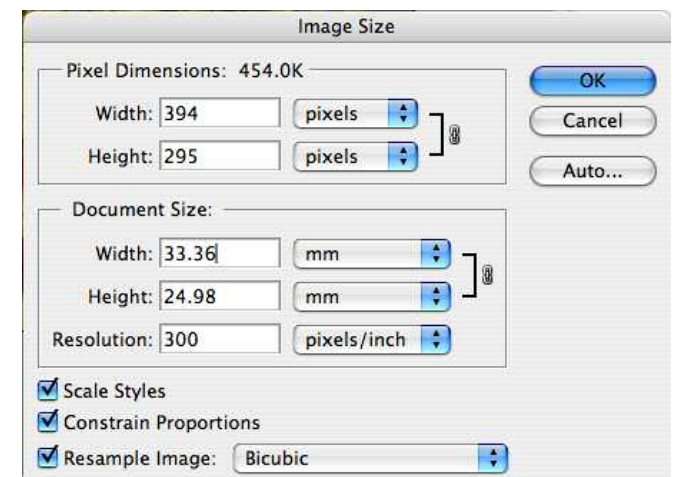 Image Size
Pixel Dimensions: 454.0K
Width: 394 pixels
Height: 295 pixels
OK
Cancel
Auto...
Document Size:
Width: 33.36 mm
Height: 24.98 mm
Resolution: 300 pixels/inch
Scale Styles
Constrain Proportions
Resample Image: Bicubic